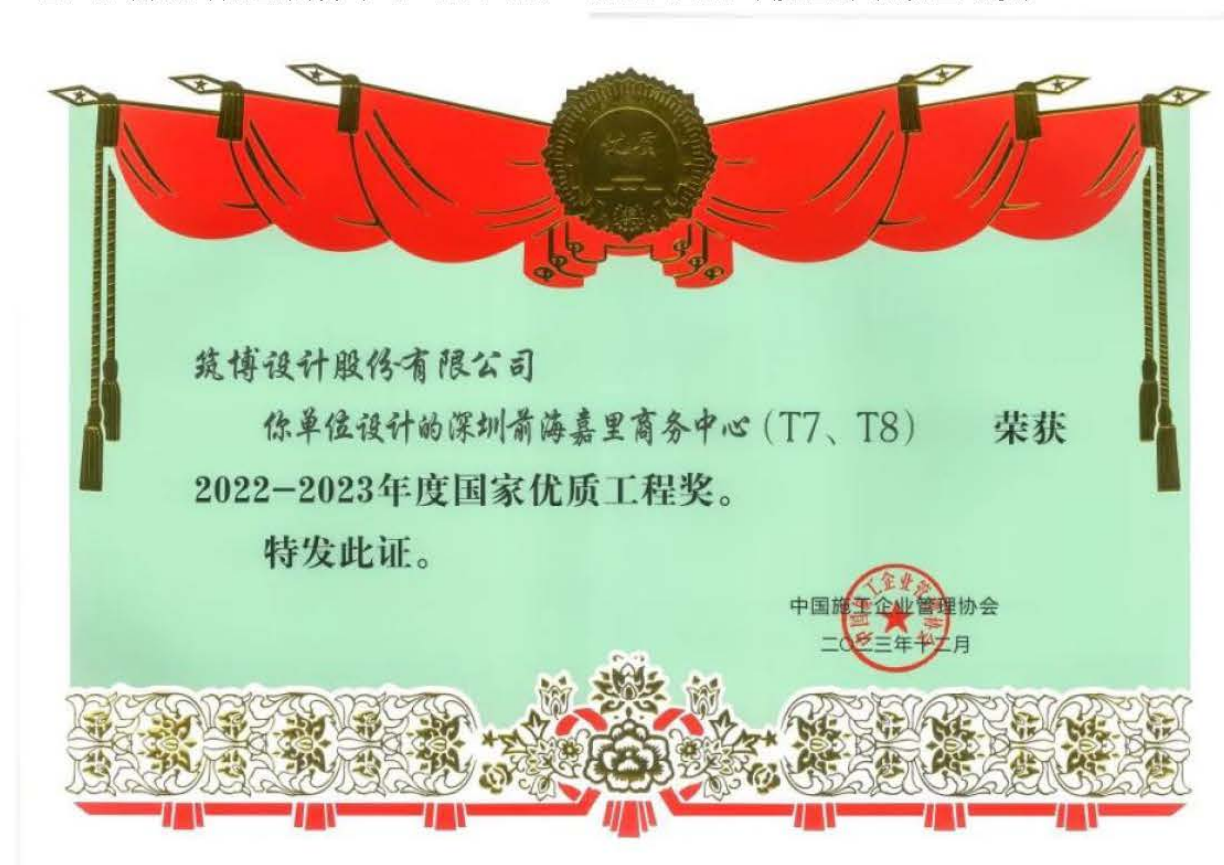 优质
筑博设计股份有限公司
你单位设计的深圳前海嘉里商务中心(T7、T8) 荣获
2022-2023年度国家优质工程奖。
特发此证。
中国施工企业管理协会
二〇二三年十二月